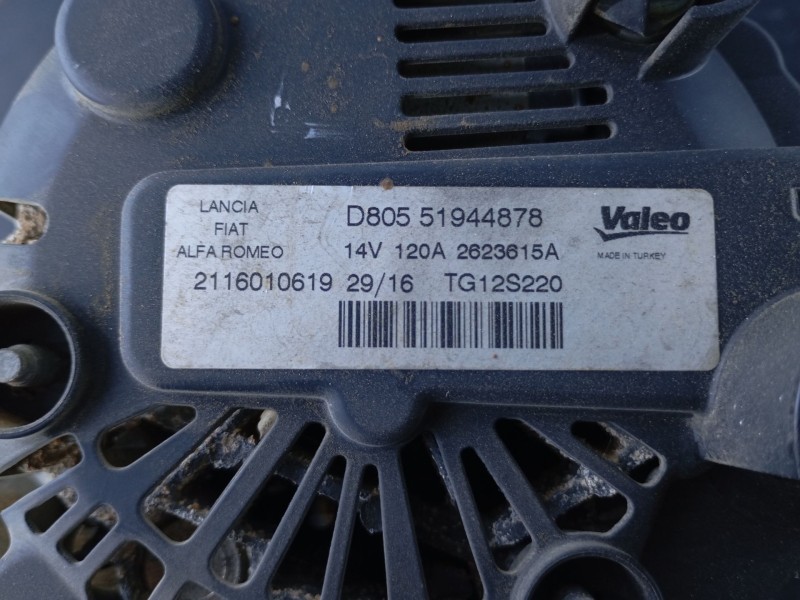 LANCIA
FIAT
ALFA ROMEO
D805 51944878
14V 120A 2623615A
2116010619 29/16 TG12S220
Valeo
MADE IN TURKEY